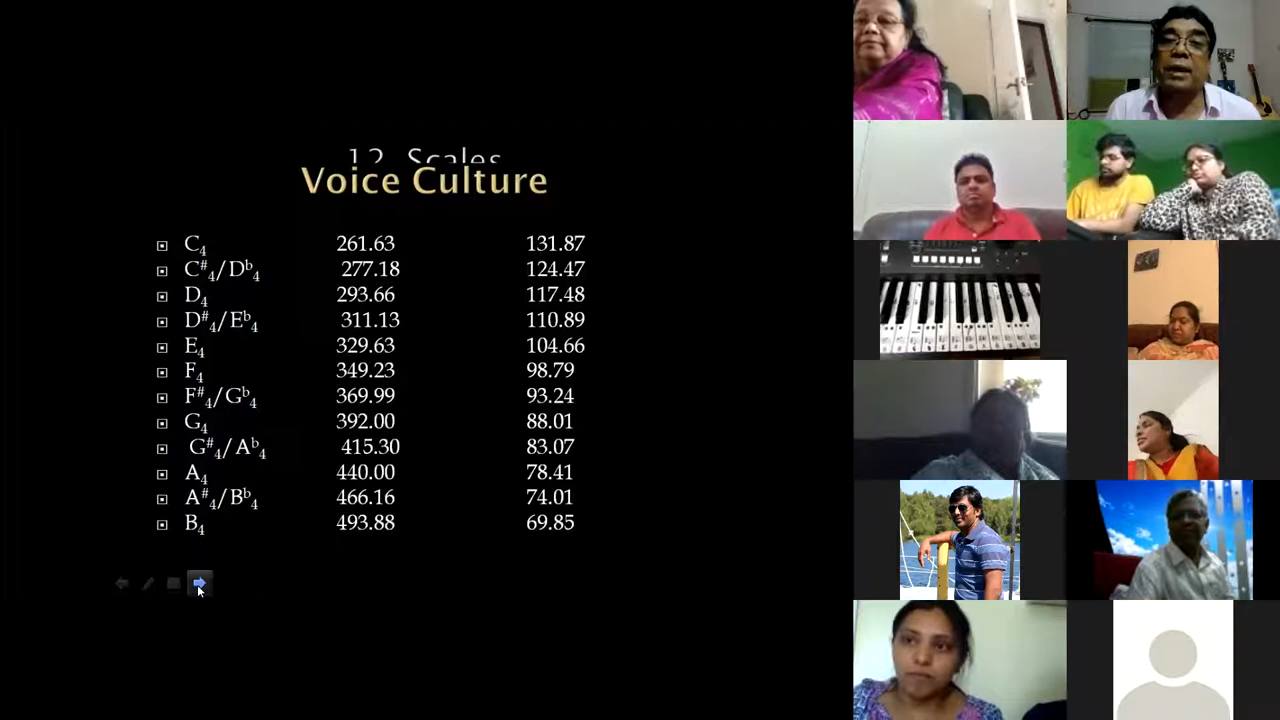 12 Scales
Voice Culture
C4 261.63 131.87
C#4/Db4 277.18 124.47
D4 293.66 117.48
D#4/Eb4 311.13 110.89
E4 329.63 104.66
F4 349.23 98.79
F#4/Gb4 369.99 93.24
G4 392.00 88.01
G#4/Ab4 415.30 83.07
A4 440.00 78.41
A#4/Bb4 466.16 74.01
B4 493.88 69.85